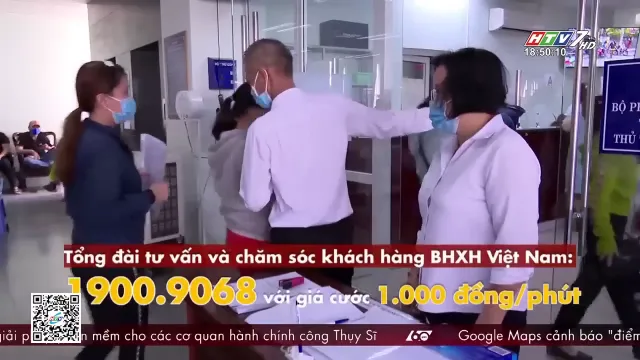 HTV7 HD
18:50:10
BỘ
THỦ
Tổng đài tư vấn và chăm sóc khách hàng BHXH Việt Nam:
1900.9068 với giá cước 1.000 đồng/phút
giải mềm cho các cơ quan hành chính công Thụy Sĩ 60 Google Maps cảnh báo "điểm